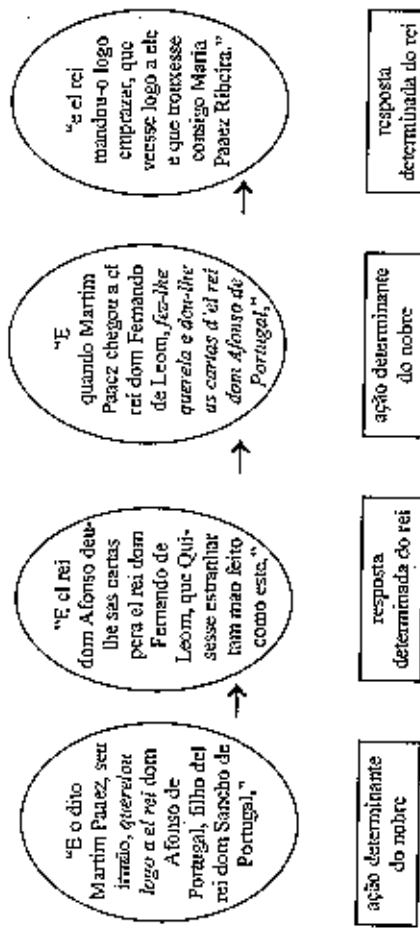 "E o dito
Martim Paaez, seu
irmão, querelou
logo a el rei dom
Afonso de
Portugal, filho del
rei dom Sancho de
Portugal,"
ação determinante
do nobre
"E el rei
dom Afonso deu-
lhe sas cartas
pera el rei dom
Fernando de
Leom, que Qui-
sesse estranhar
tam mao feito
como este,"
resposta
determinada do rei
"E
quando Martim
Paaez chegou a el
rei dom Fernando
de Leom, fez-lhe
querela e deu-lhe
as cartas d'el rei
dom Afonso de
Portugal,"
ação determinante
do nobre
"e el rei
mandou-o logo
emprazar, que
veesse logo a ele
e que trouxesse
consigo Maria
Paaez Ribeira."
resposta
determinada do rei